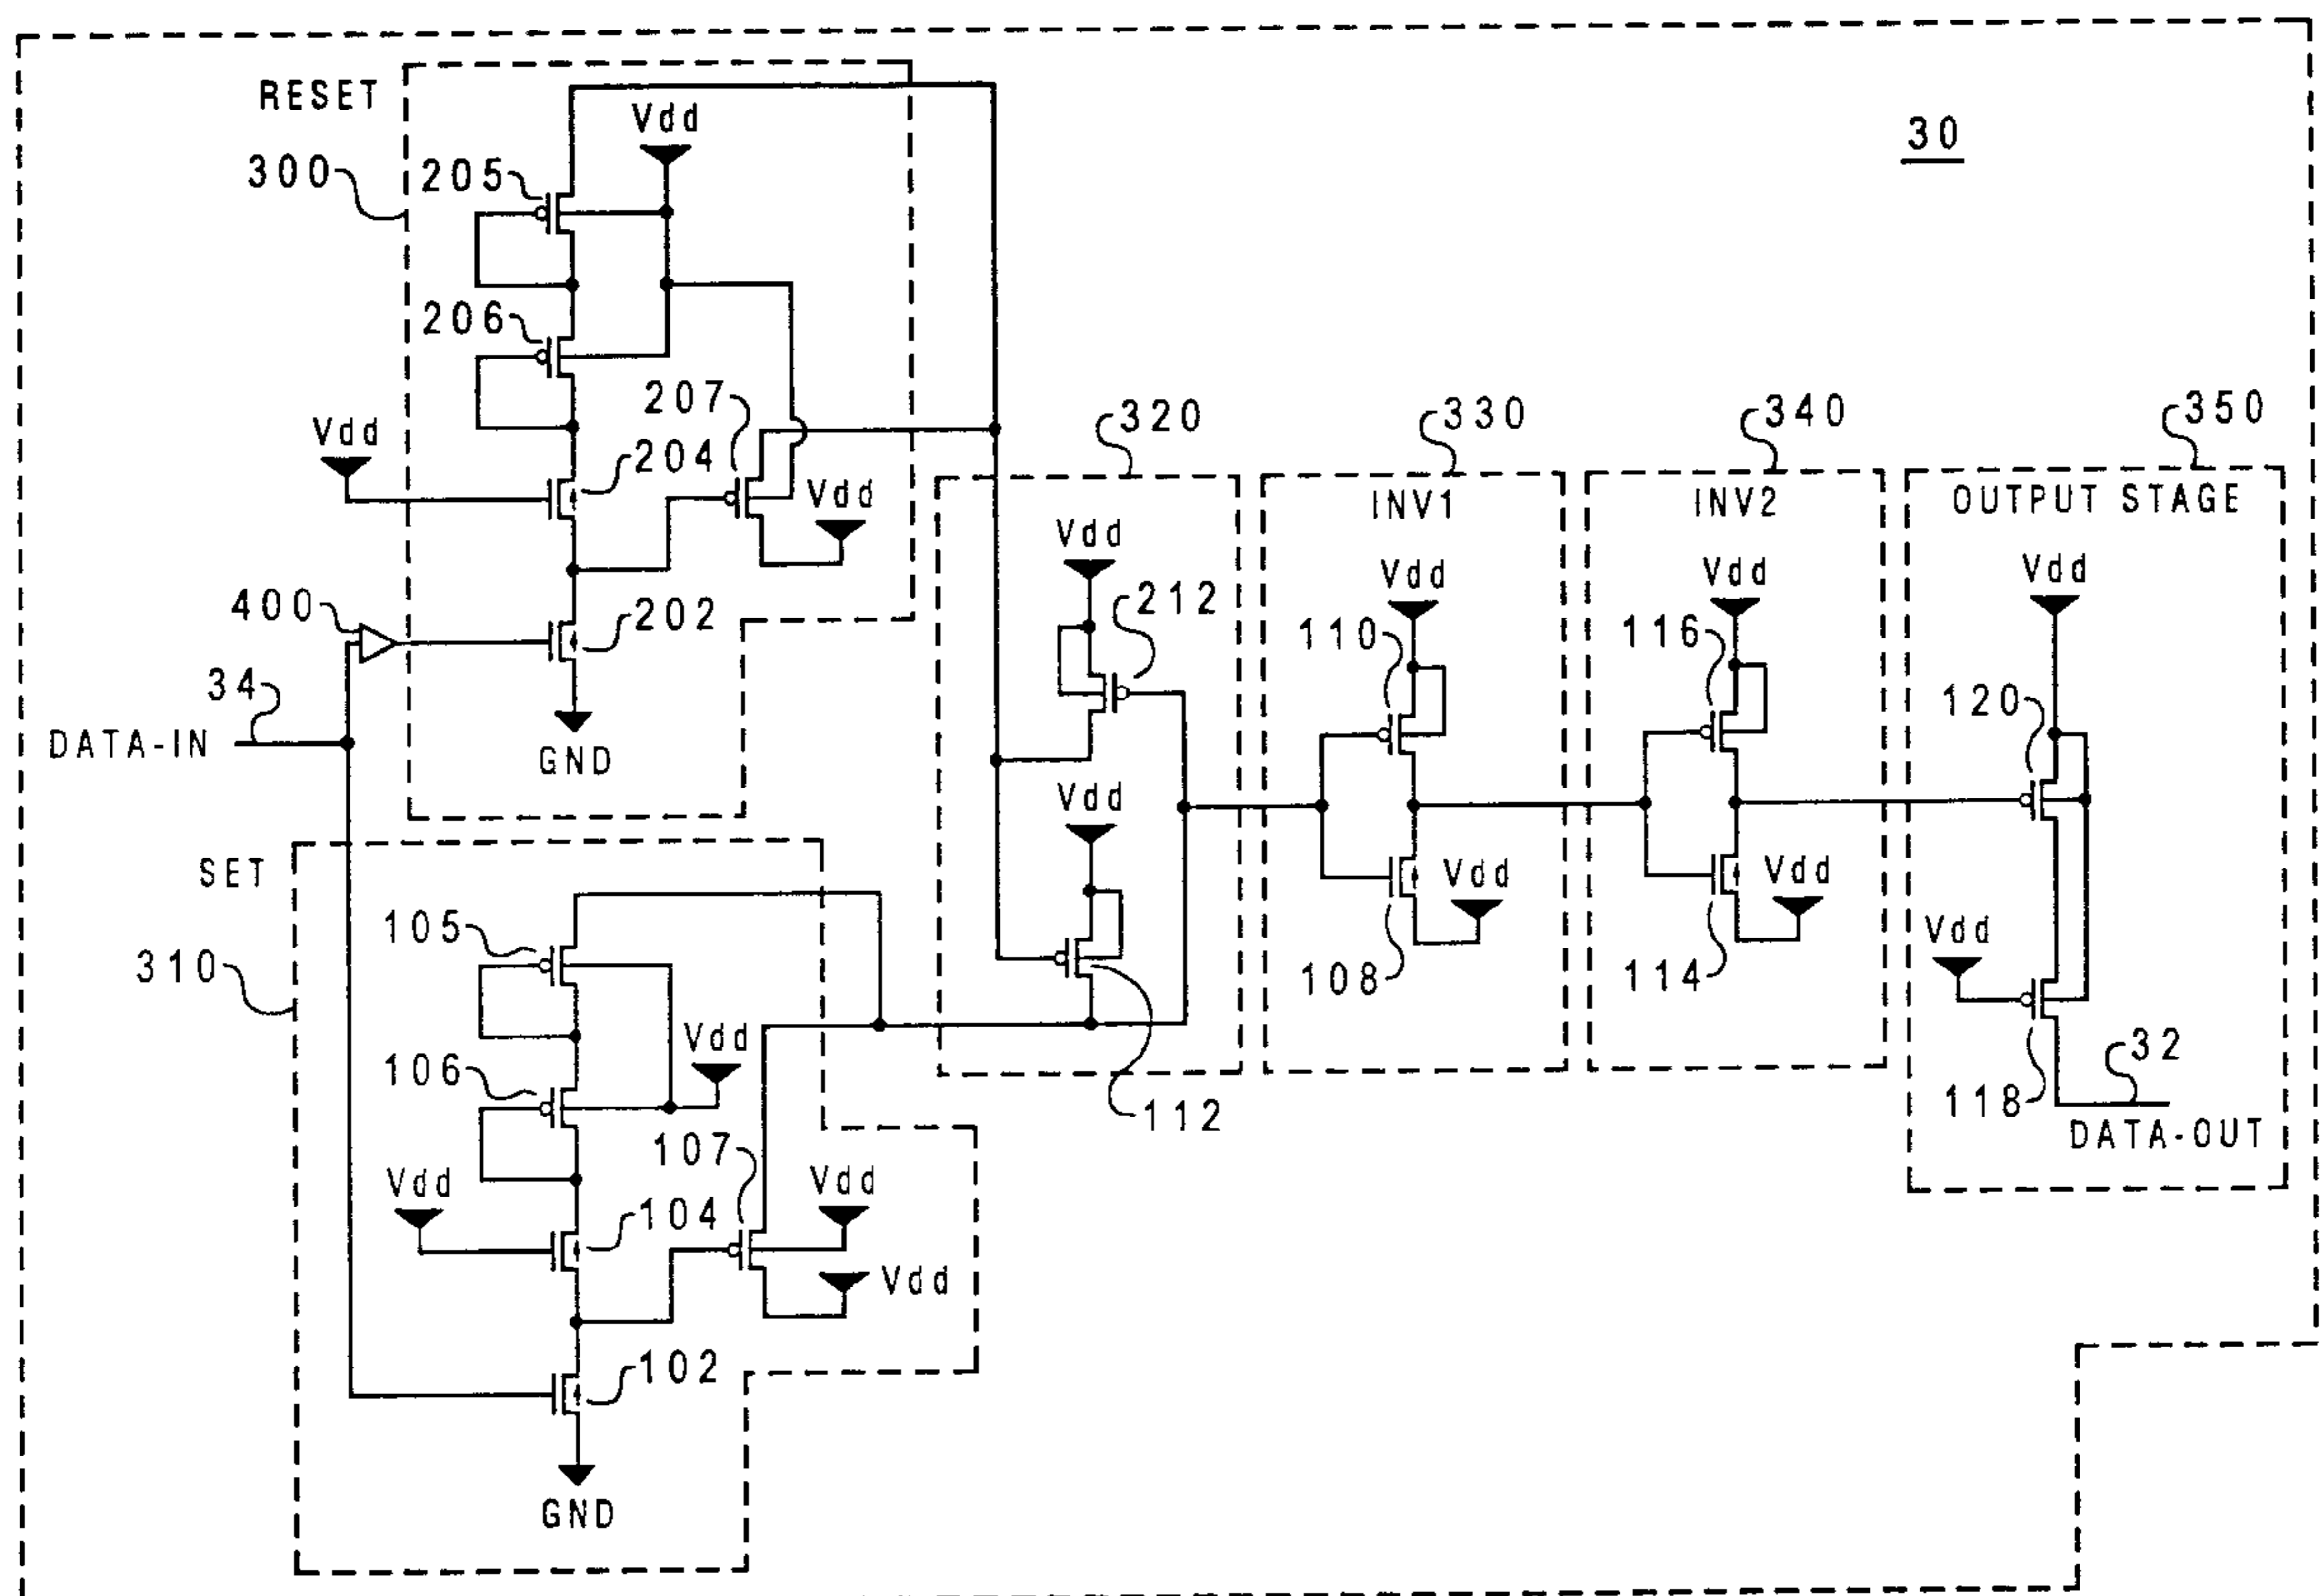 30
RESET
300
Vdd
205
206
207
Vdd
204
Vdd
400
202
34
DATA-IN
GND
320
330
340
350
INV1
INV2
OUTPUT STAGE
Vdd
Vdd
Vdd
Vdd
212
110
116
120
Vdd
Vdd
Vdd
Vdd
108
114
118
112
32
DATA-OUT
SET
310
105
106
Vdd
107
Vdd
104
Vdd
Vdd
102
GND